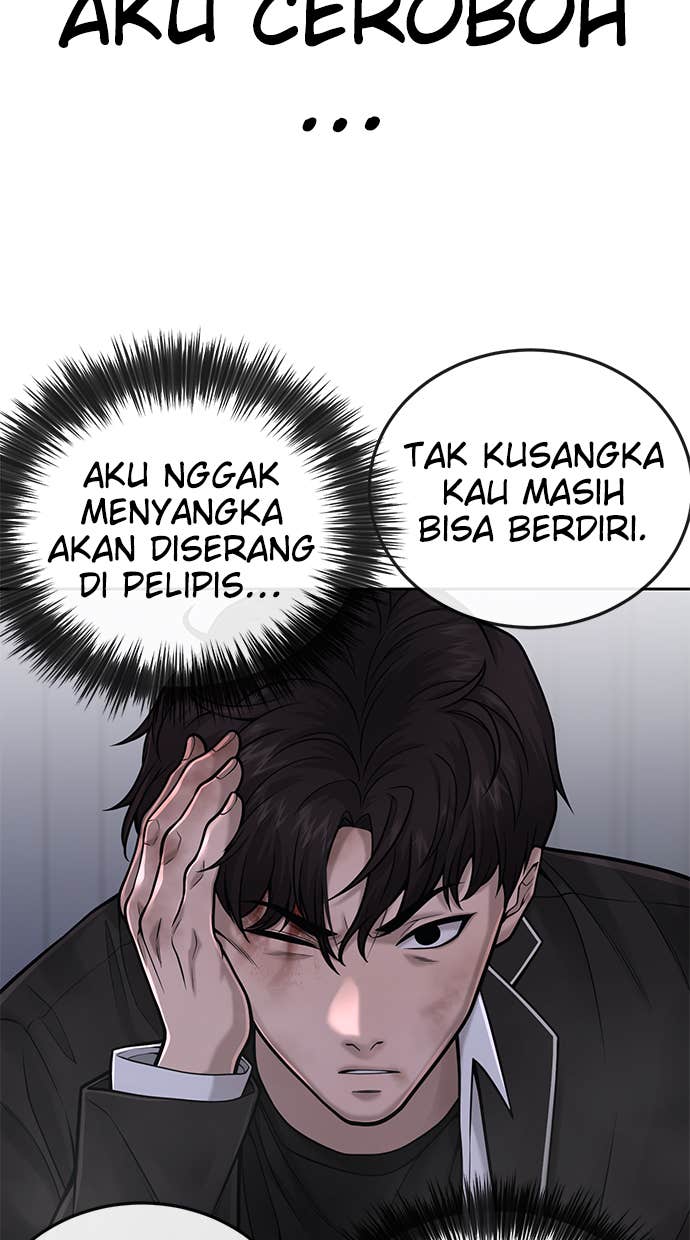 AKU CEROBOH
...
AKU NGGAK
MENYANGKA
AKAN DISERANG
DI PELIPIS...
TAK KUSANGKA
KAU MASIH
BISA BERDIRI.